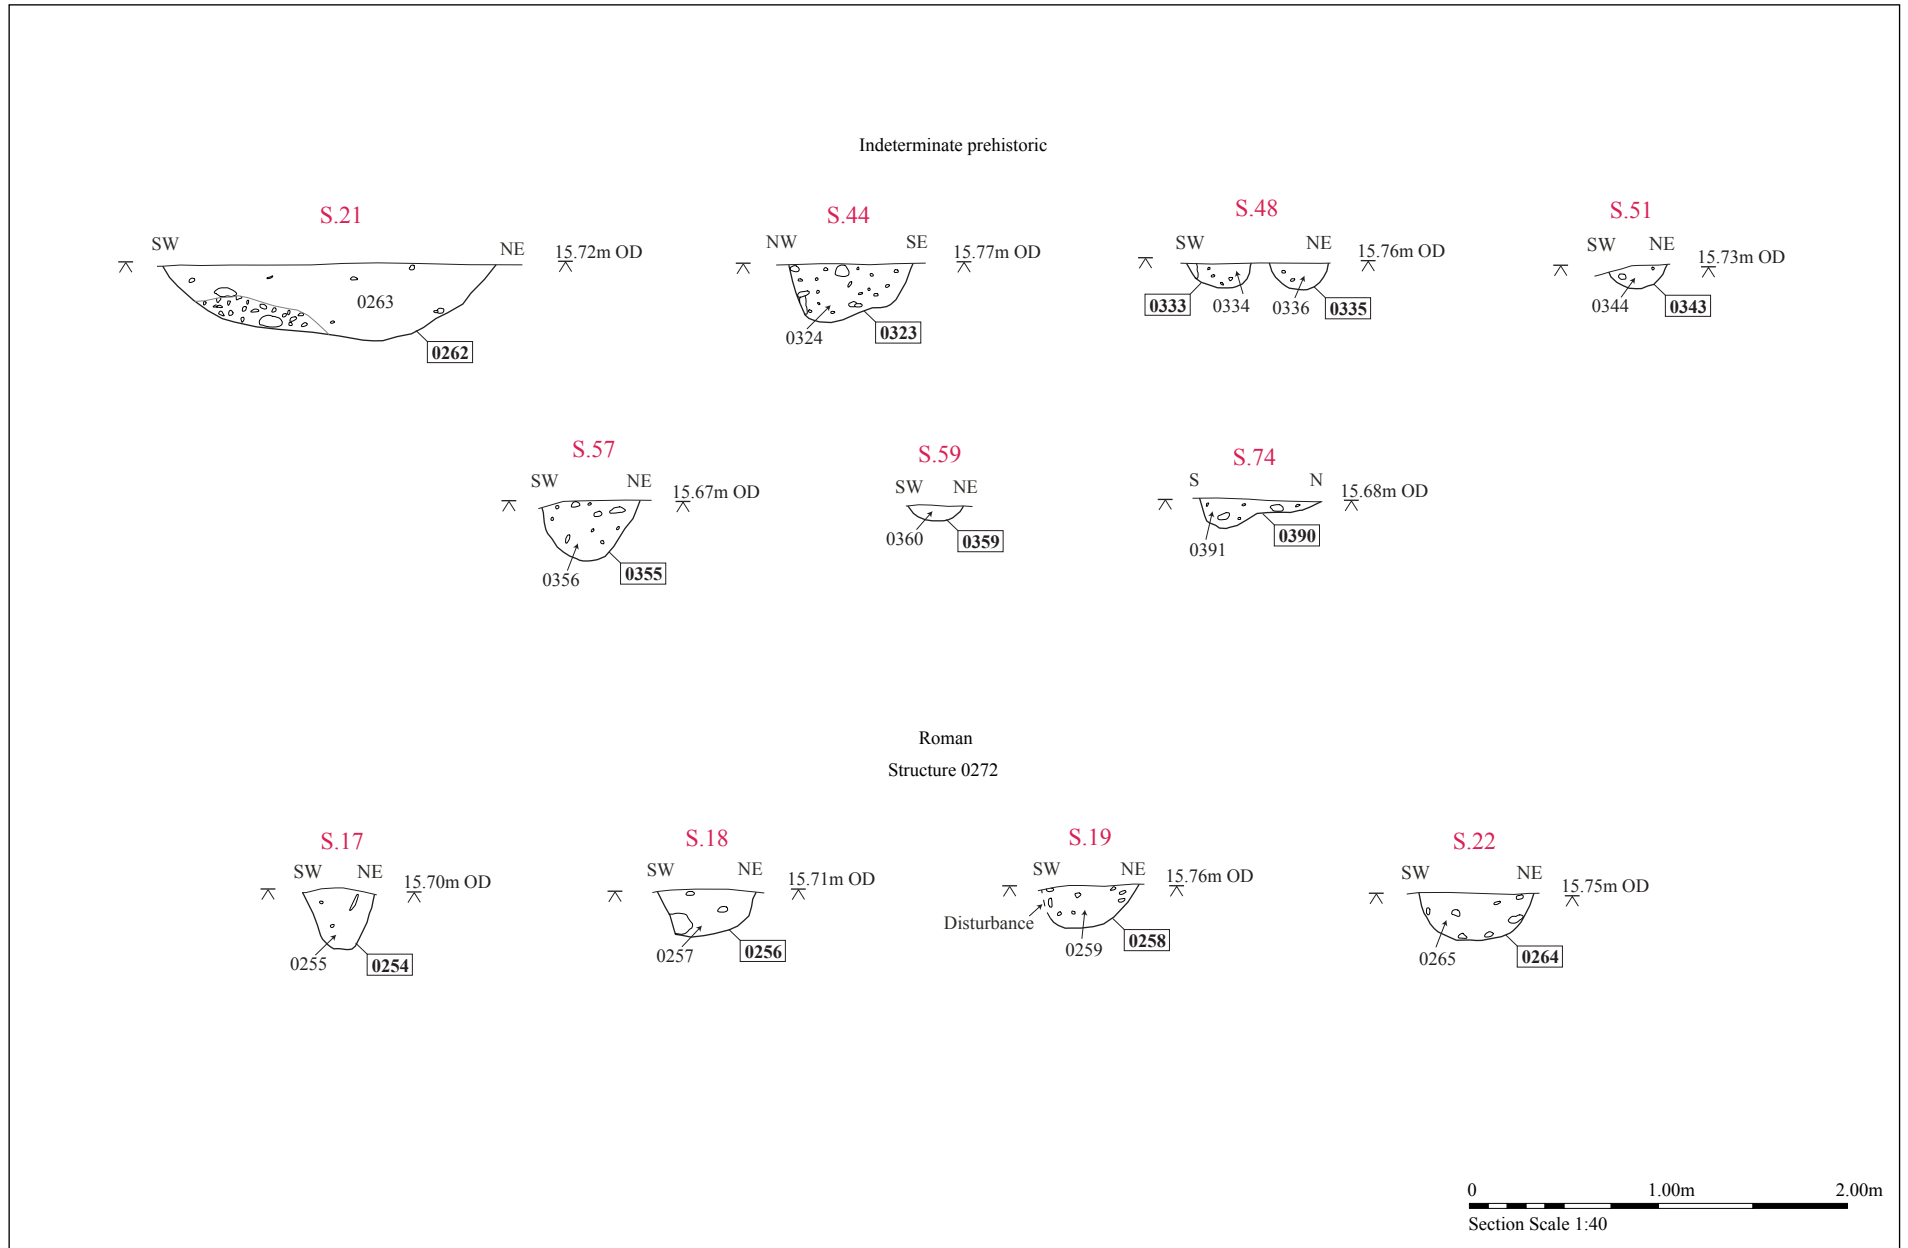 Indeterminate prehistoric
S.21
SW NE 15.72m OD
0263
0262
S.44
NW SE 15.77m OD
0324 0323
S.48
SW NE 15.76m OD
0333 0334 0336 0335
S.51
SW NE 15.73m OD
0344 0343
S.57
SW NE 15.67m OD
0356 0355
S.59
SW NE
0360 0359
S.74
S N 15.68m OD
0391 0390
Roman
Structure 0272
S.17
SW NE 15.70m OD
0255 0254
S.18
SW NE 15.71m OD
0257 0256
S.19
SW NE 15.76m OD
Disturbance
0259 0258
S.22
SW NE 15.75m OD
0265 0264
0 1.00m 2.00m
Section Scale 1:40